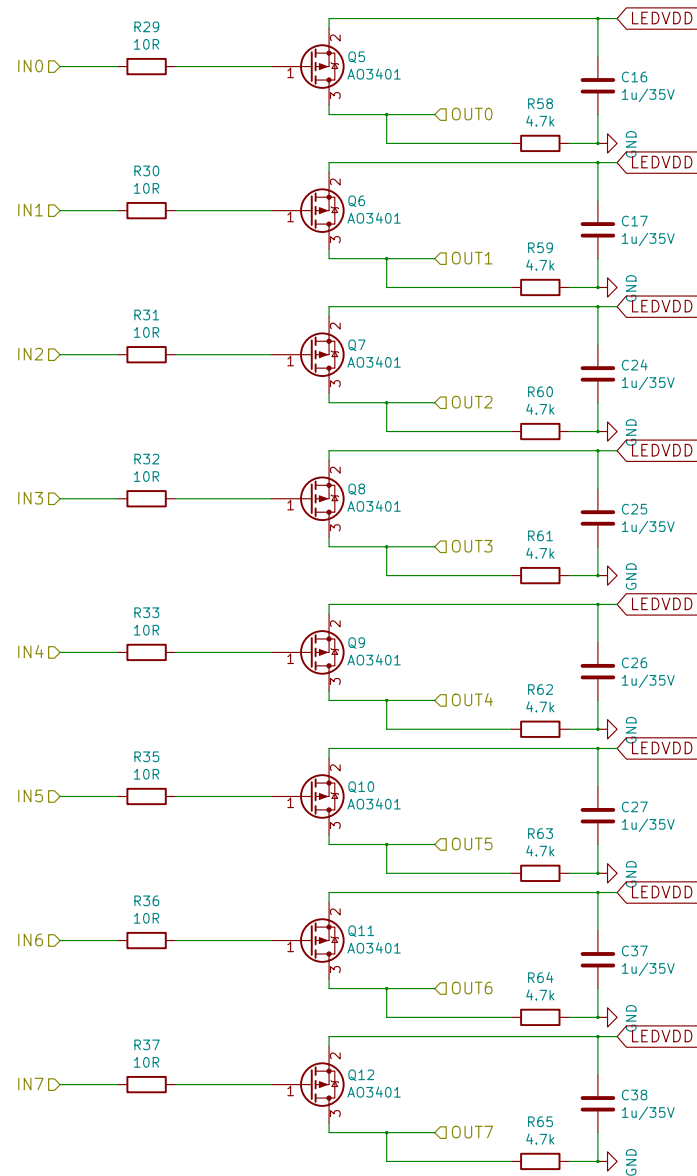 R29
10R
IN0
1
2
3
Q5
AO3401
OUT0
R58
4.7k
LEDVDD
C16
1u/35V
GND
R30
10R
IN1
1
2
3
Q6
AO3401
OUT1
R59
4.7k
LEDVDD
C17
1u/35V
GND
R31
10R
IN2
1
2
3
Q7
AO3401
OUT2
R60
4.7k
LEDVDD
C24
1u/35V
GND
R32
10R
IN3
1
2
3
Q8
AO3401
OUT3
R61
4.7k
LEDVDD
C25
1u/35V
GND
R33
10R
IN4
1
2
3
Q9
AO3401
OUT4
R62
4.7k
LEDVDD
C26
1u/35V
GND
R35
10R
IN5
1
2
3
Q10
AO3401
OUT5
R63
4.7k
LEDVDD
C27
1u/35V
GND
R36
10R
IN6
1
2
3
Q11
AO3401
OUT6
R64
4.7k
LEDVDD
C37
1u/35V
GND
R37
10R
IN7
1
2
3
Q12
AO3401
OUT7
R65
4.7k
LEDVDD
C38
1u/35V
GND